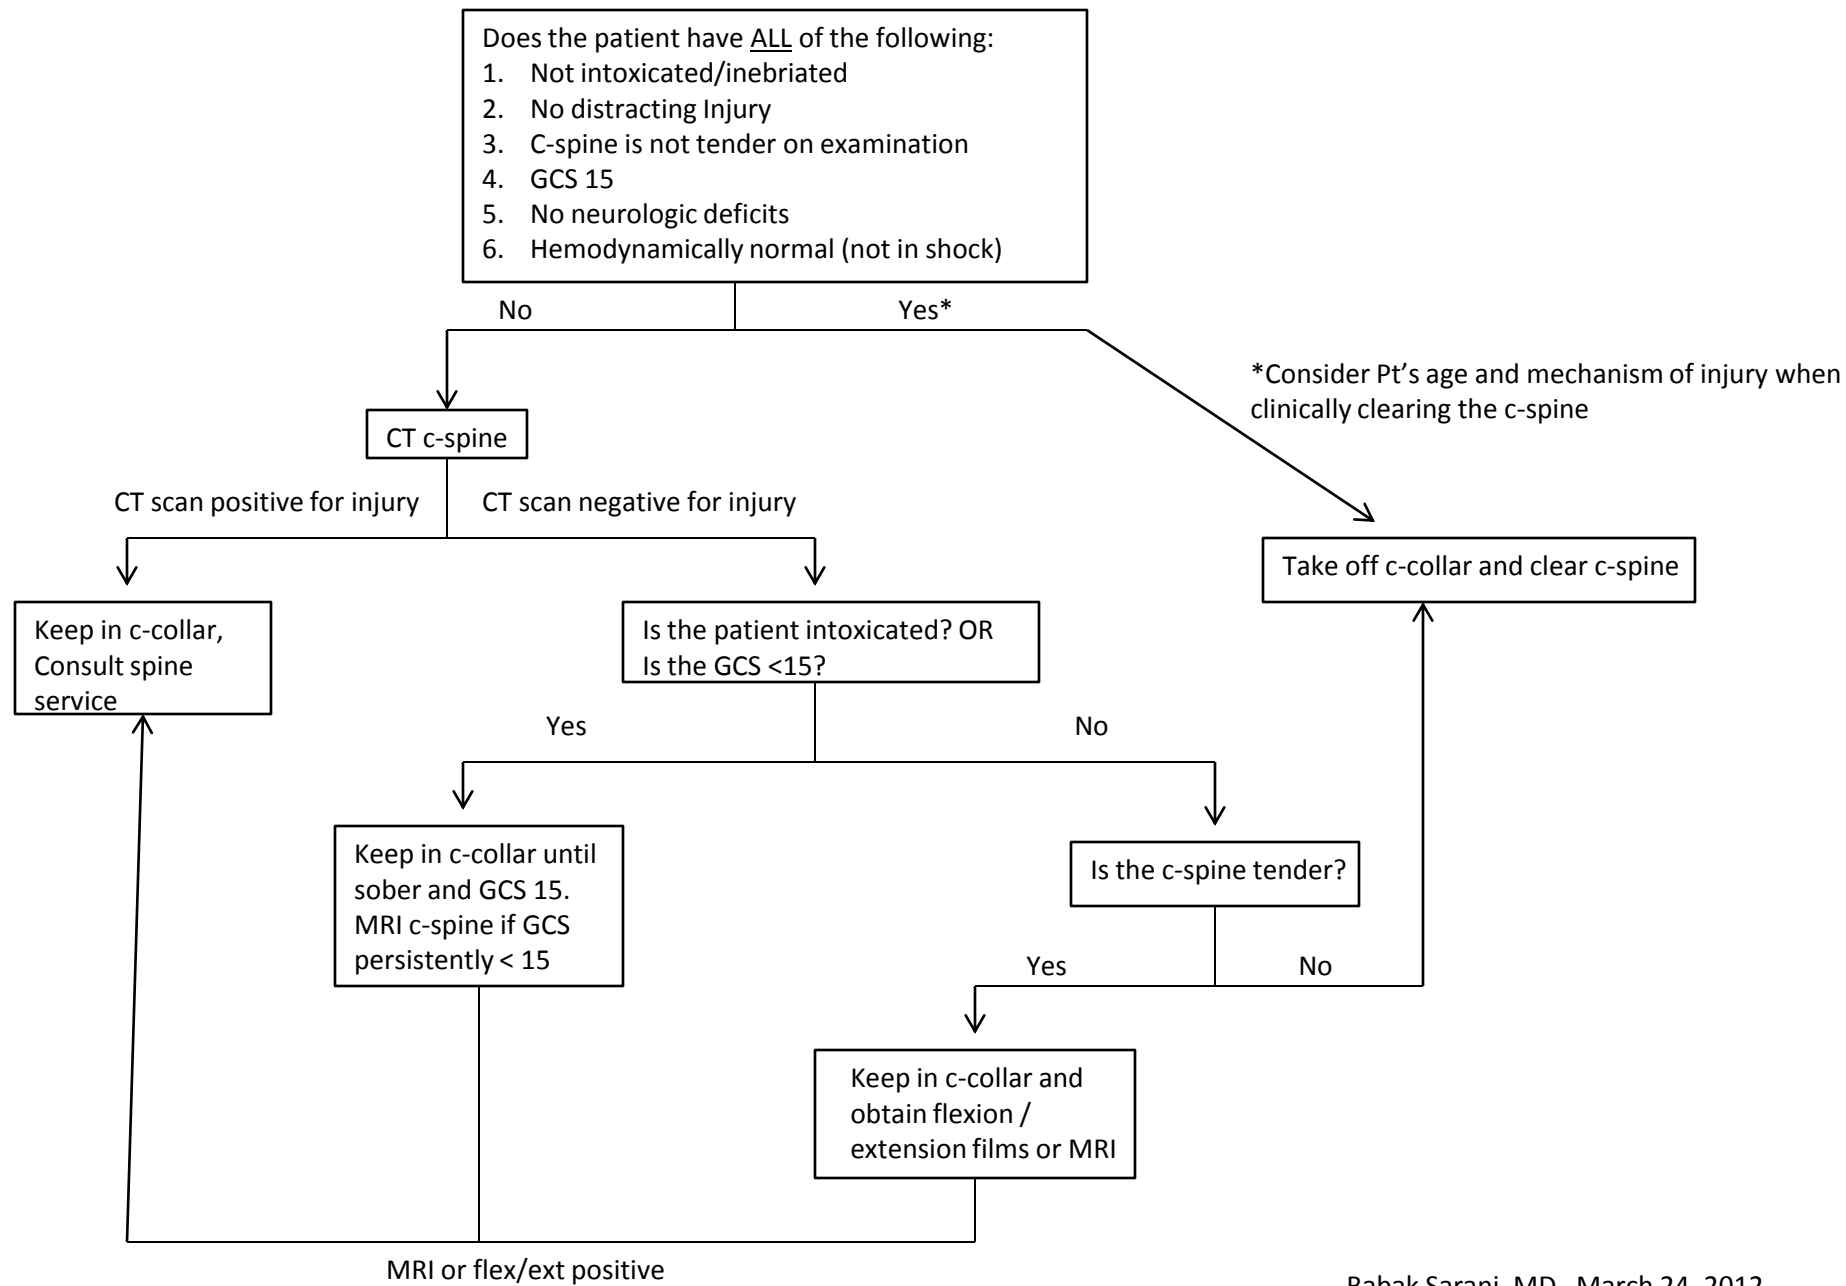 Does the patient have ALL of the following:
1. Not intoxicated/inebriated
2. No distracting Injury
3. C-spine is not tender on examination
4. GCS 15
5. No neurologic deficits
6. Hemodynamically normal (not in shock)
No
Yes*
*Consider Pt’s age and mechanism of injury when
clinically clearing the c-spine
CT c-spine
CT scan positive for injury
CT scan negative for injury
Take off c-collar and clear c-spine
Keep in c-collar,
Consult spine
service
Is the patient intoxicated? OR
Is the GCS <15?
Yes
No
Keep in c-collar until
sober and GCS 15.
MRI c-spine if GCS
persistently < 15
Is the c-spine tender?
Yes
No
Keep in c-collar and
obtain flexion /
extension films or MRI
MRI or flex/ext positive
Babak Sarani, MD. March 24, 2012